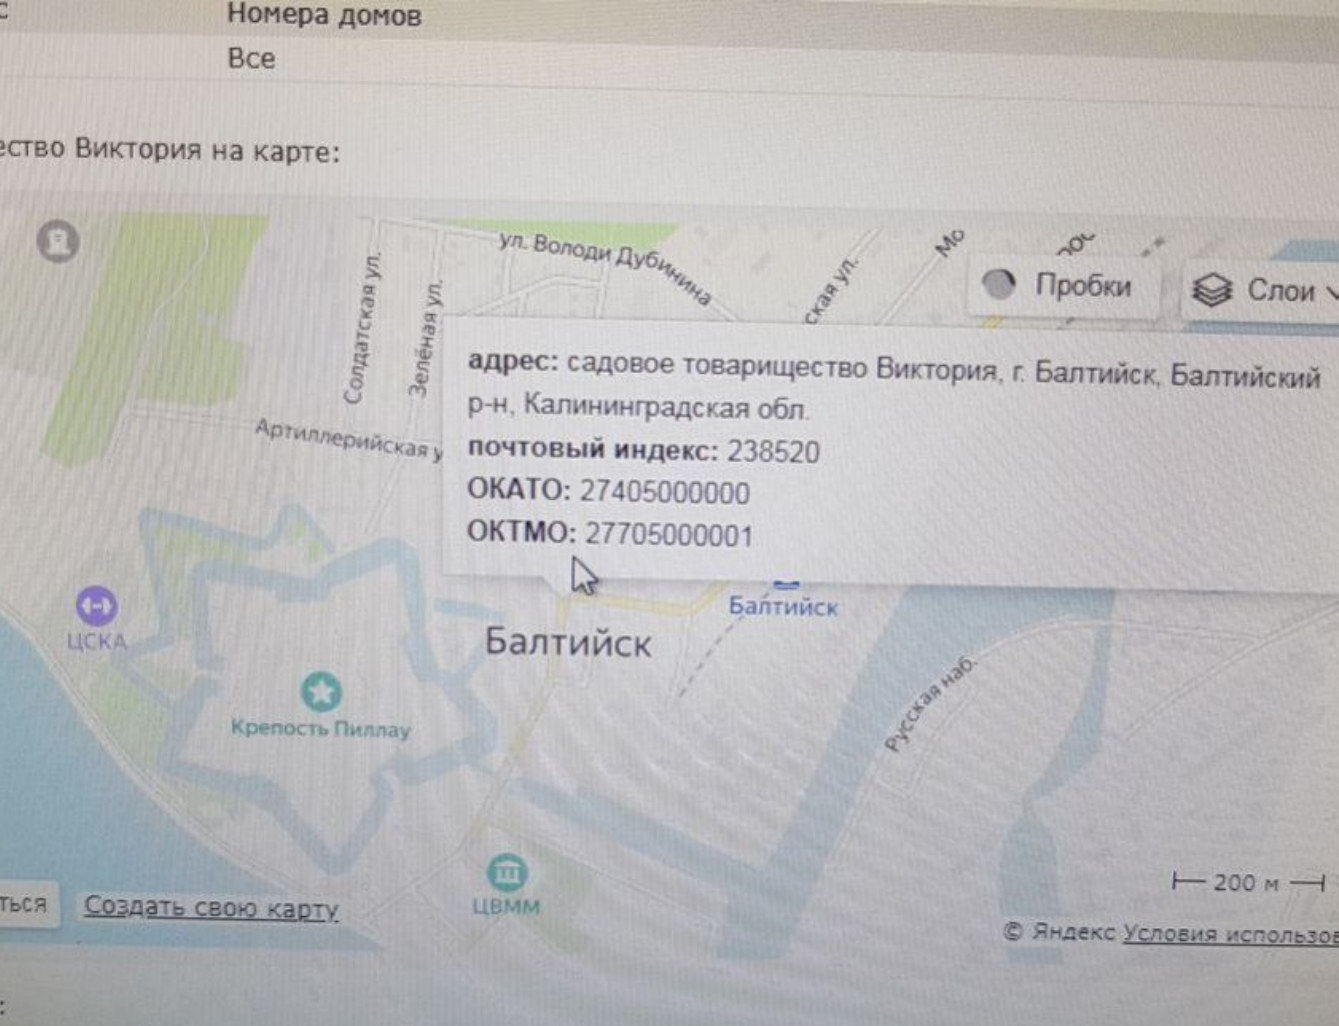 Номера домов
Все
ство Виктория на карте:
ул. Володи Дубинина
Солдатская ул.
Зелёная ул.
ская ул.
Мо
Пробки
Слои
адрес: садовое товарищество Виктория, г. Балтийск, Балтийский
р-н, Калининградская обл.
почтовый индекс: 238520
ОКАТО: 27405000000
ОКТМО: 27705000001
Артиллерийская у
ЦСКА
Балтийск
Балтийск
Крепость Пиллау
Русская наб.
ЦВММ
200 м
ться
Создать свою карту
© Яндекс Условия использов